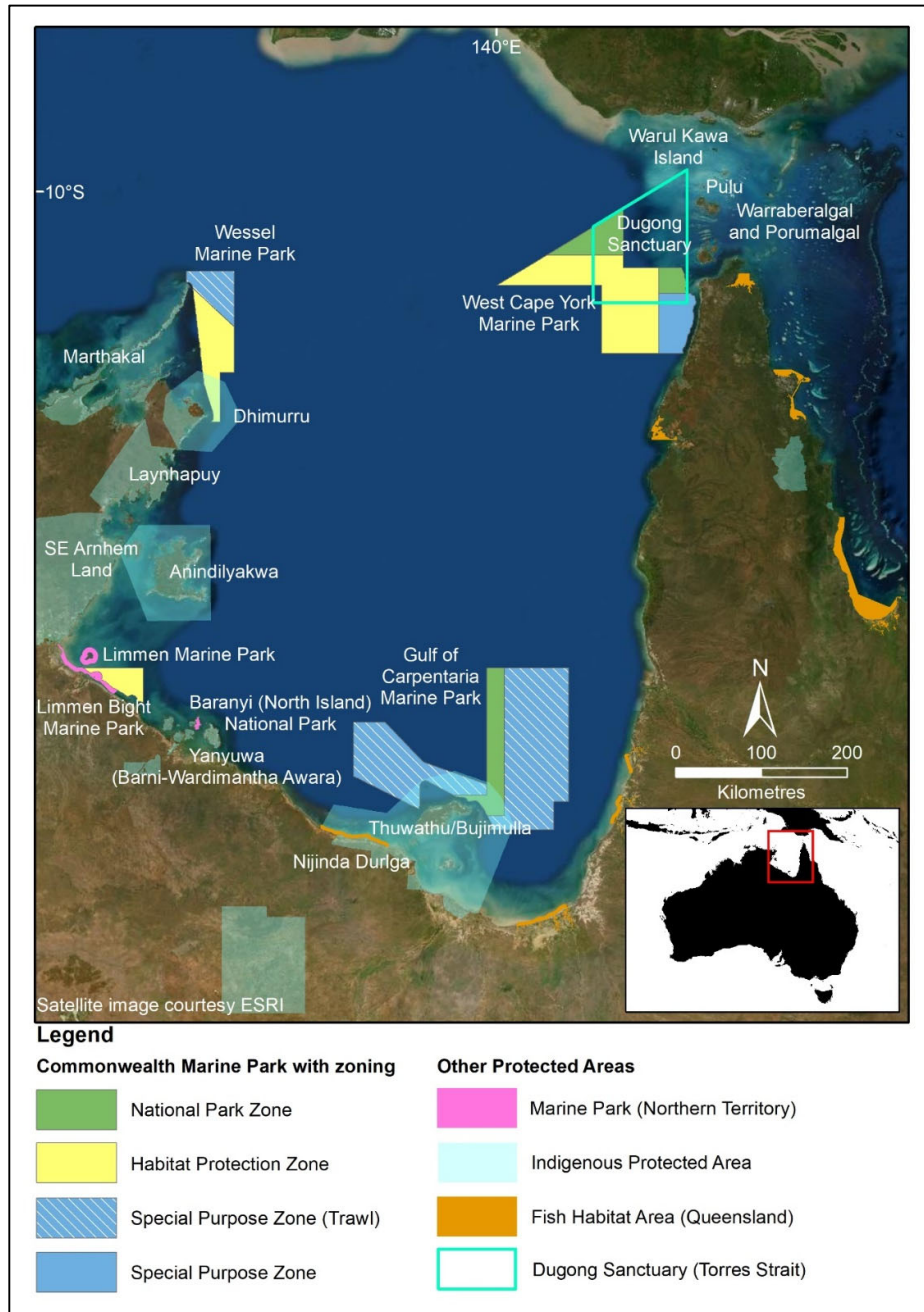 140°E
10°S
Warul Kawa
Island
Pulu
Warraberalgal
and Porumalgal
Dugong
Sanctuary
Wessel
Marine Park
West Cape York
Marine Park
Marthakal
Dhimurru
Laynhapuy
SE Arnhem
Land
Anindilyakwa
Limmen Marine Park
Limmen Bight
Marine Park
Baranyi (North Island)
National Park
Gulf of
Carpentaria
Marine Park
Yanyuwa
(Barni-Wardimantha Awara)
Thuwathu/Bujimulla
Nijinda Durlga
N
0 100 200
Kilometres
Satellite image courtesy ESRI
Legend
Commonwealth Marine Park with zoning
National Park Zone
Habitat Protection Zone
Special Purpose Zone (Trawl)
Special Purpose Zone
Other Protected Areas
Marine Park (Northern Territory)
Indigenous Protected Area
Fish Habitat Area (Queensland)
Dugong Sanctuary (Torres Strait)